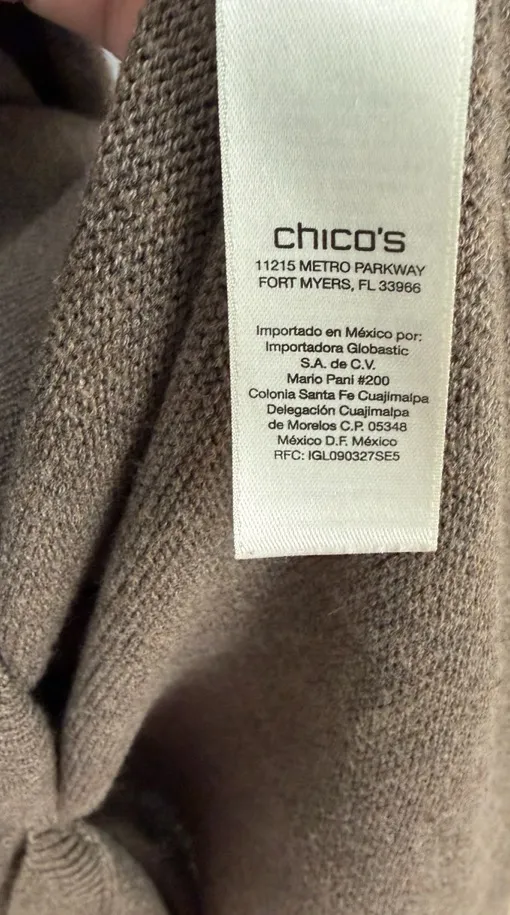 chico's
11215 METRO PARKWAY
FORT MYERS, FL 33966
Importado en México por:
Importadora Globastic
S.A. de C.V.
Mario Pani #200
Colonia Santa Fe Cuajimalpa
Delegación Cuajimalpa
de Morelos C.P. 05348
México D.F. México
RFC: IGL090327SE5